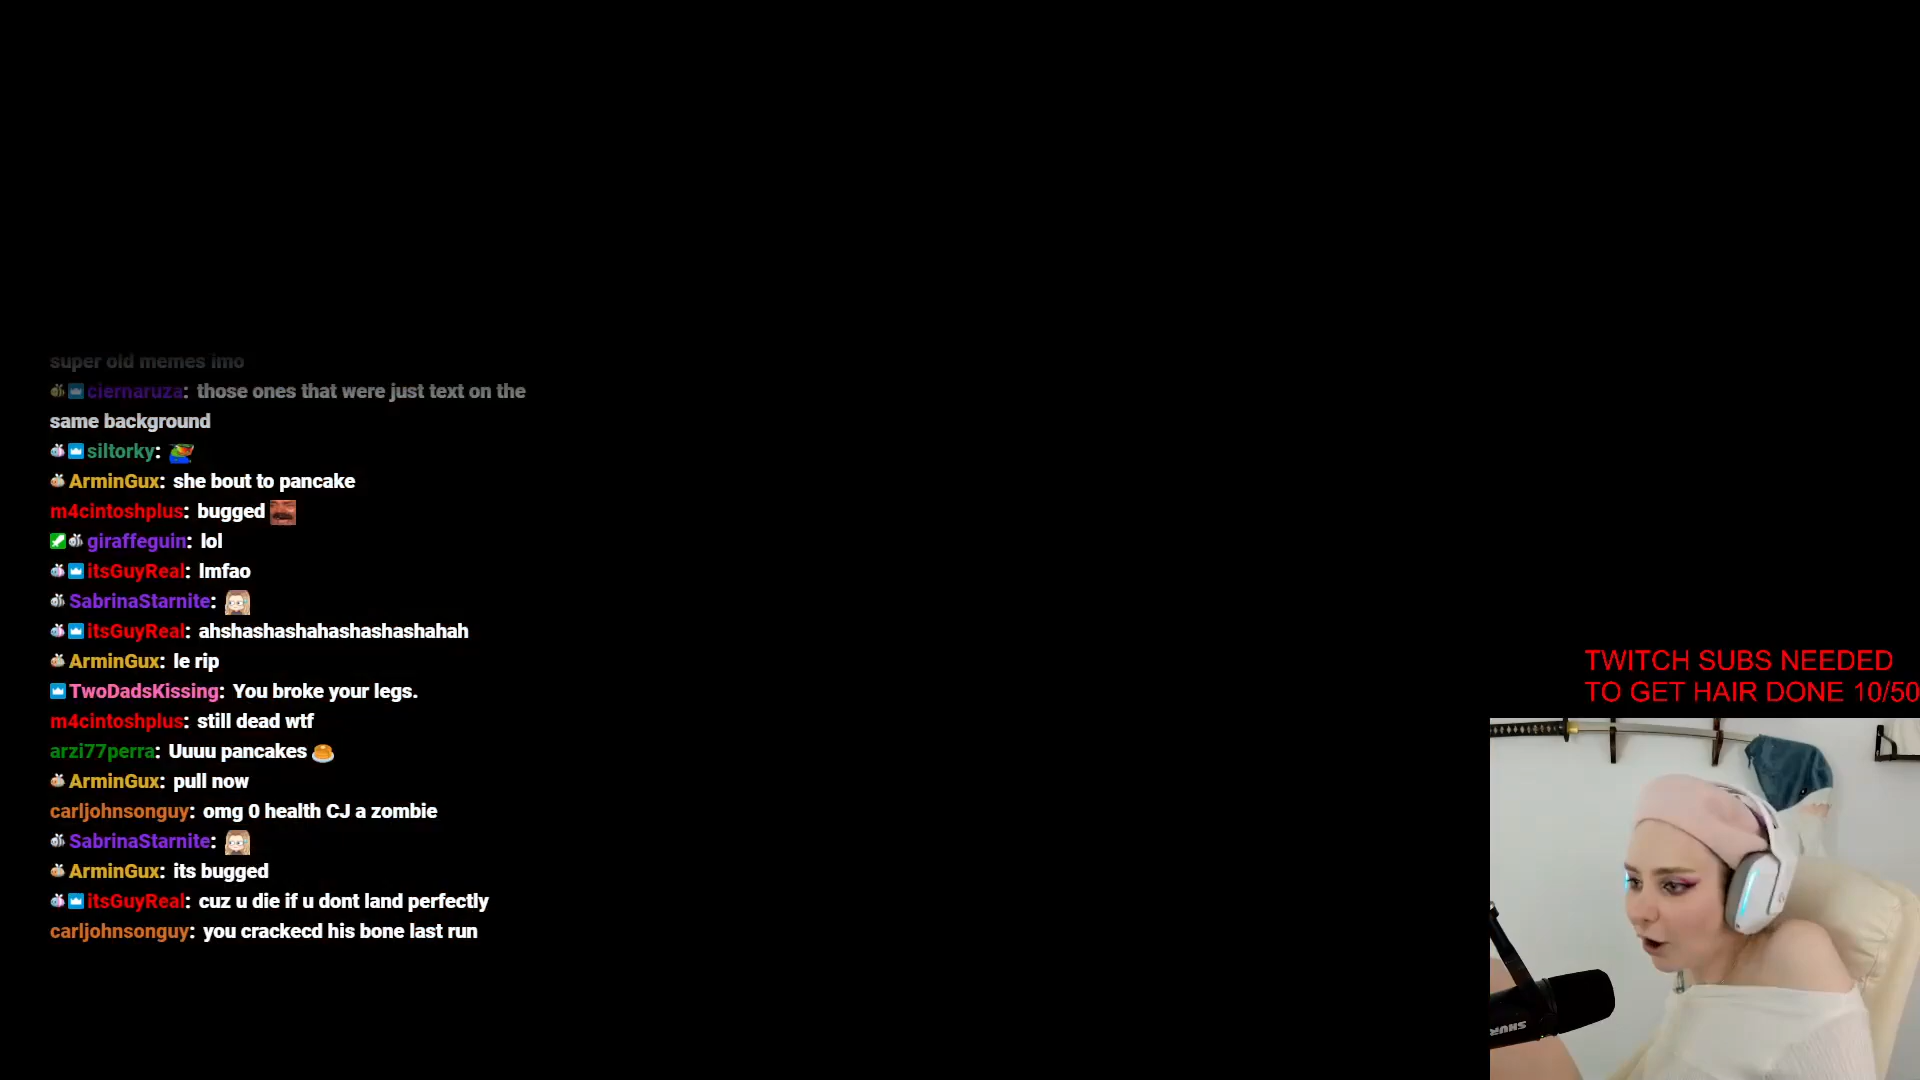 super old memes imo
ciernaruza: those ones that were just text on the
same background
siltorky:
ArminGux: she bout to pancake
m4cintoshplus: bugged
giraffeguin: lol
itsGuyReal: lmfao
SabrinaStarnite:
itsGuyReal: ahshashashahashashashahah
ArminGux: le rip
TwoDadsKissing: You broke your legs.
m4cintoshplus: still dead wtf
arzi77perra: Uuuu pancakes
ArminGux: pull now
carljohnsonguy: omg 0 health CJ a zombie
SabrinaStarnite:
ArminGux: its bugged
itsGuyReal: cuz u die if u dont land perfectly
carljohnsonguy: you crackecd his bone last run
TWITCH SUBS NEEDED
TO GET HAIR DONE 10/50
SHURE